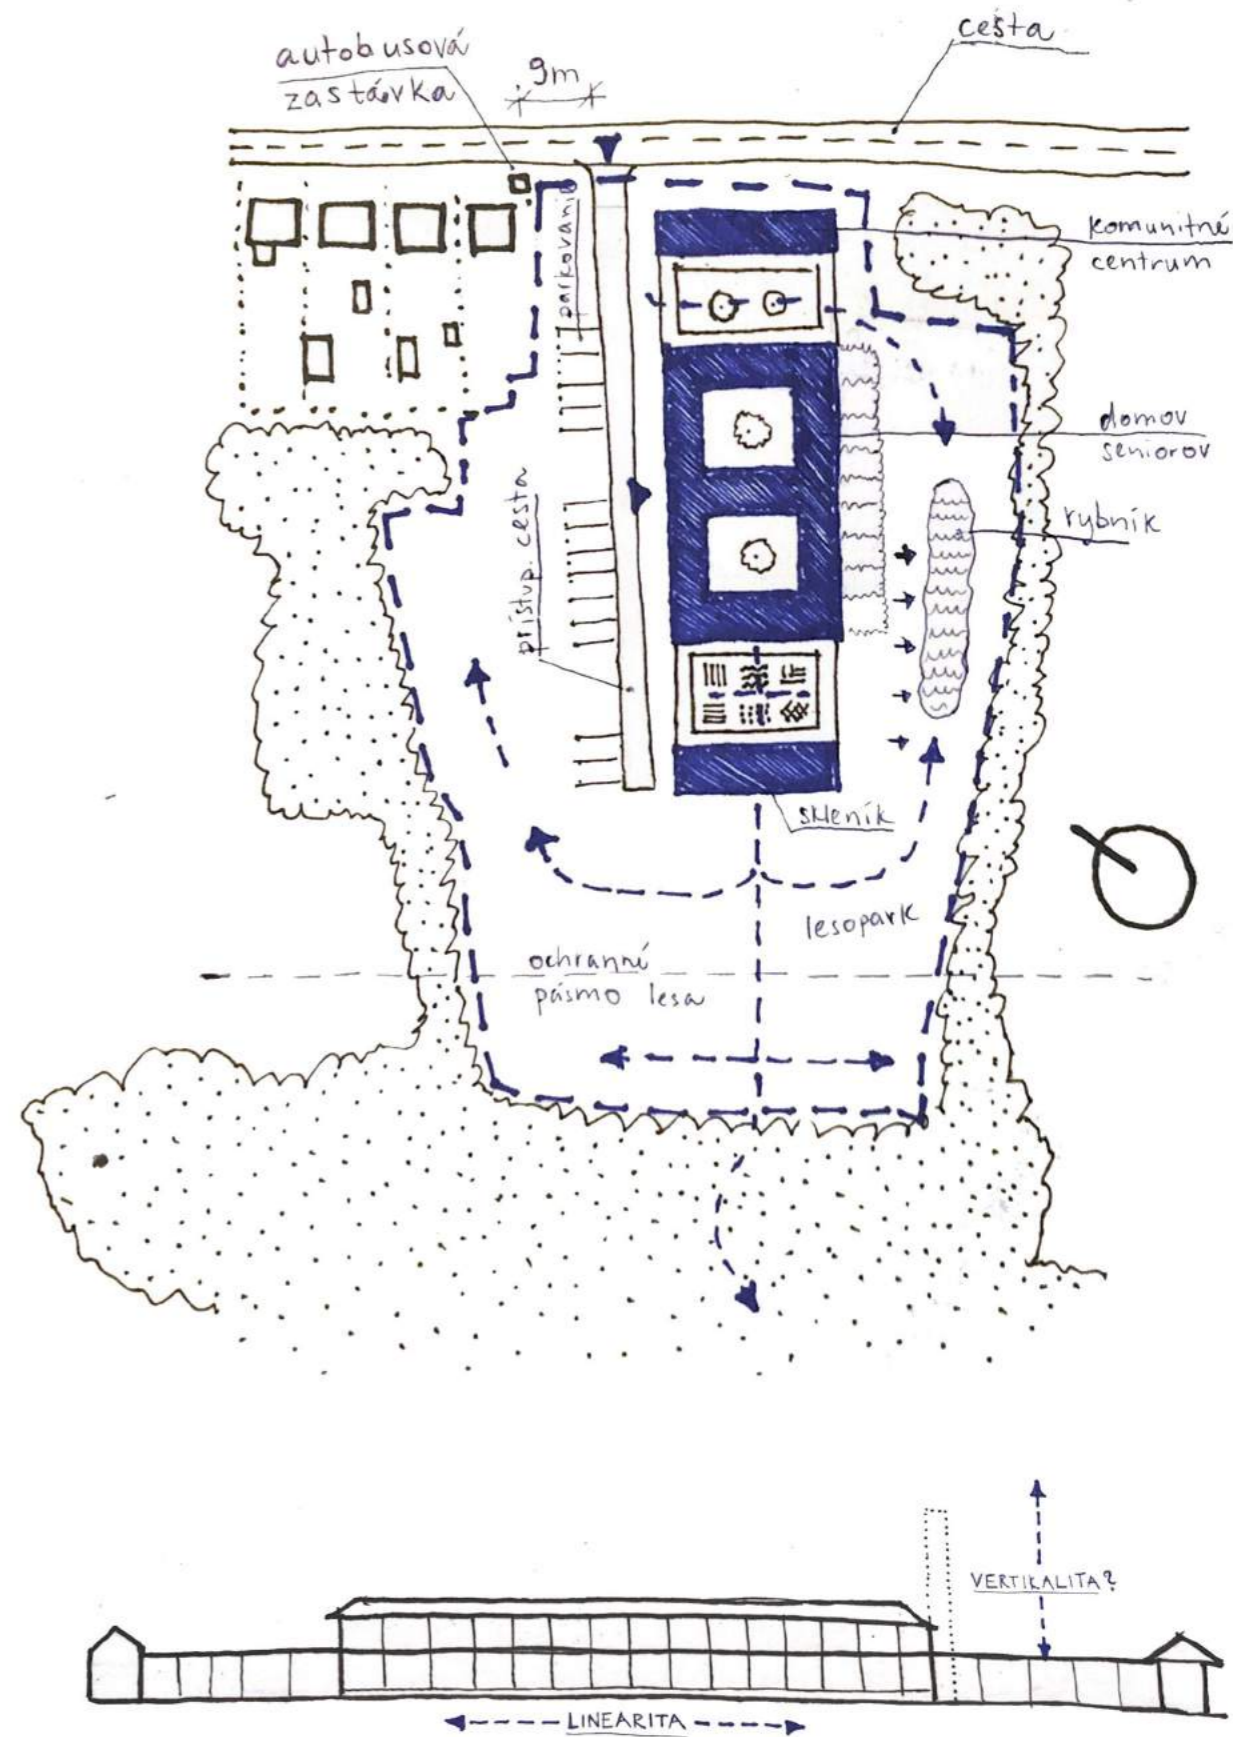 autobusová
zastávka
9m
cesta
parkovanie
komunitné
centrum
domov
seniorov
rybník
prístup. cesta
skleník
lesopark
ochranné
pásmo lesa
VERTIKALITA?
LINEARITA